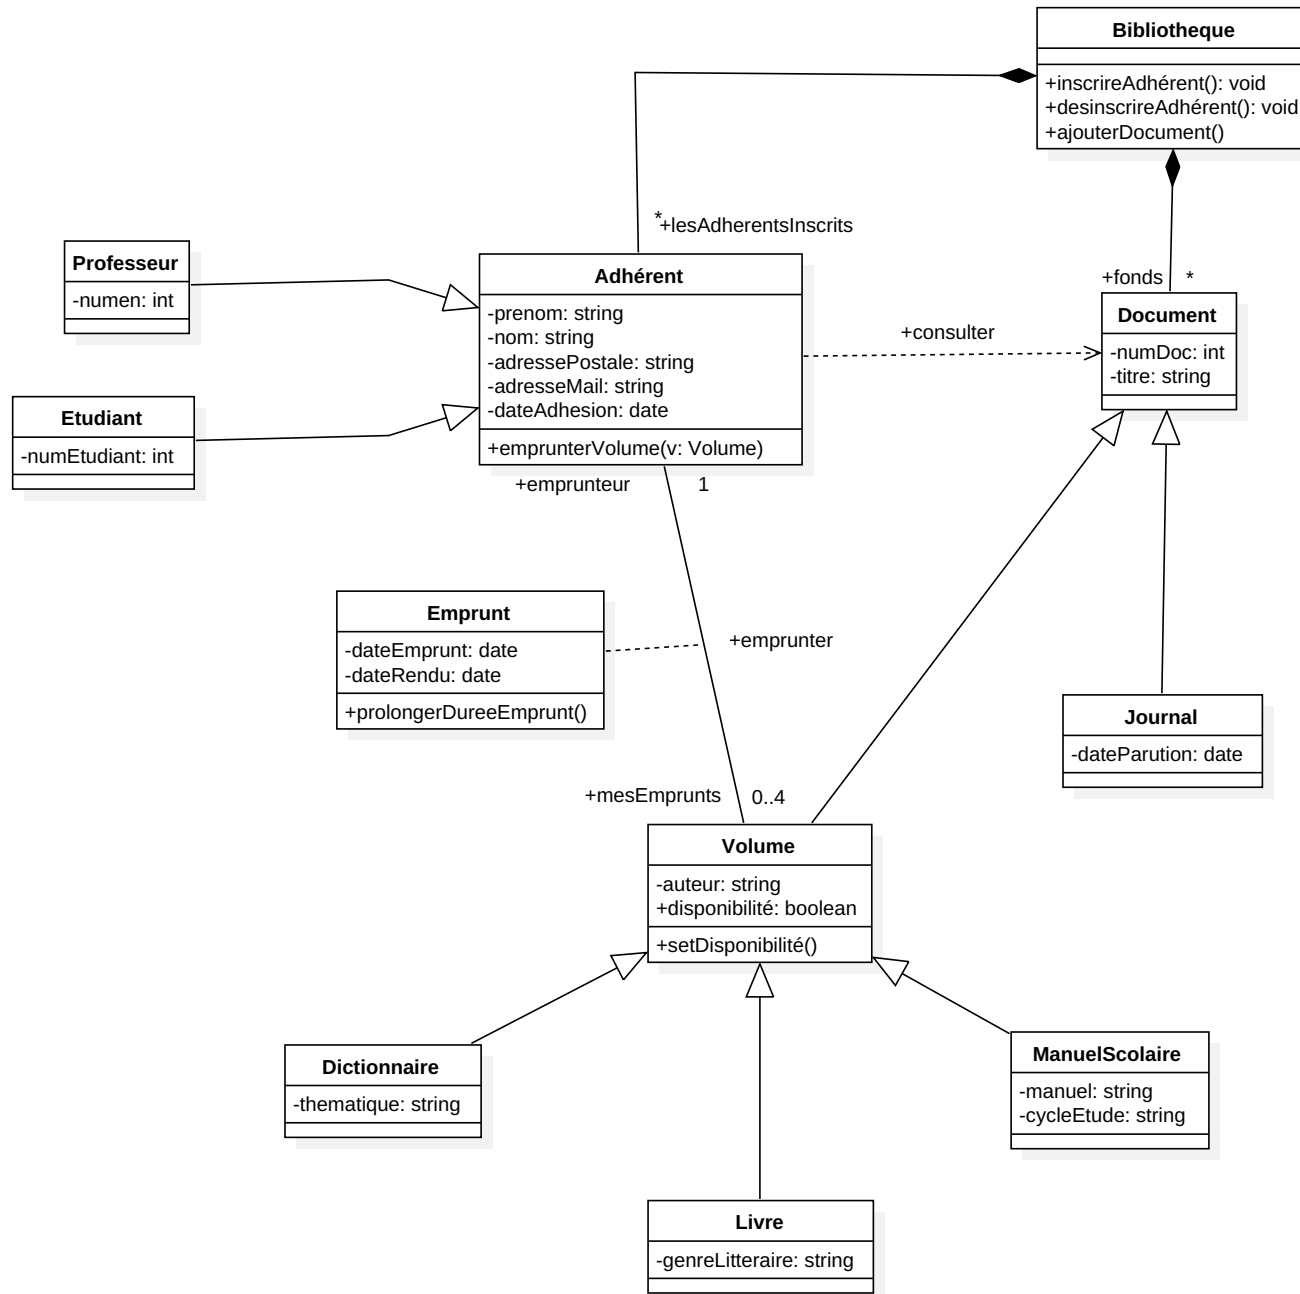 Bibliotheque
+inscrireAdhérent(): void
+desinscrireAdhérent(): void
+ajouterDocument()
*
+lesAdherentsInscrits
Professeur
-numen: int
Adhérent
-prenom: string
-nom: string
-adressePostale: string
-adresseMail: string
-dateAdhesion: date
+emprunterVolume(v: Volume)
+consulter
+fonds *
Document
-numDoc: int
-titre: string
Etudiant
-numEtudiant: int
+emprunteur 1
Emprunt
-dateEmprunt: date
-dateRendu: date
+prolongerDureeEmprunt()
+emprunter
Journal
-dateParution: date
+mesEmprunts 0..4
Volume
-auteur: string
+disponibilité: boolean
+setDisponibilité()
Dictionnaire
-thematique: string
ManuelScolaire
-manuel: string
-cycleEtude: string
Livre
-genreLitteraire: string